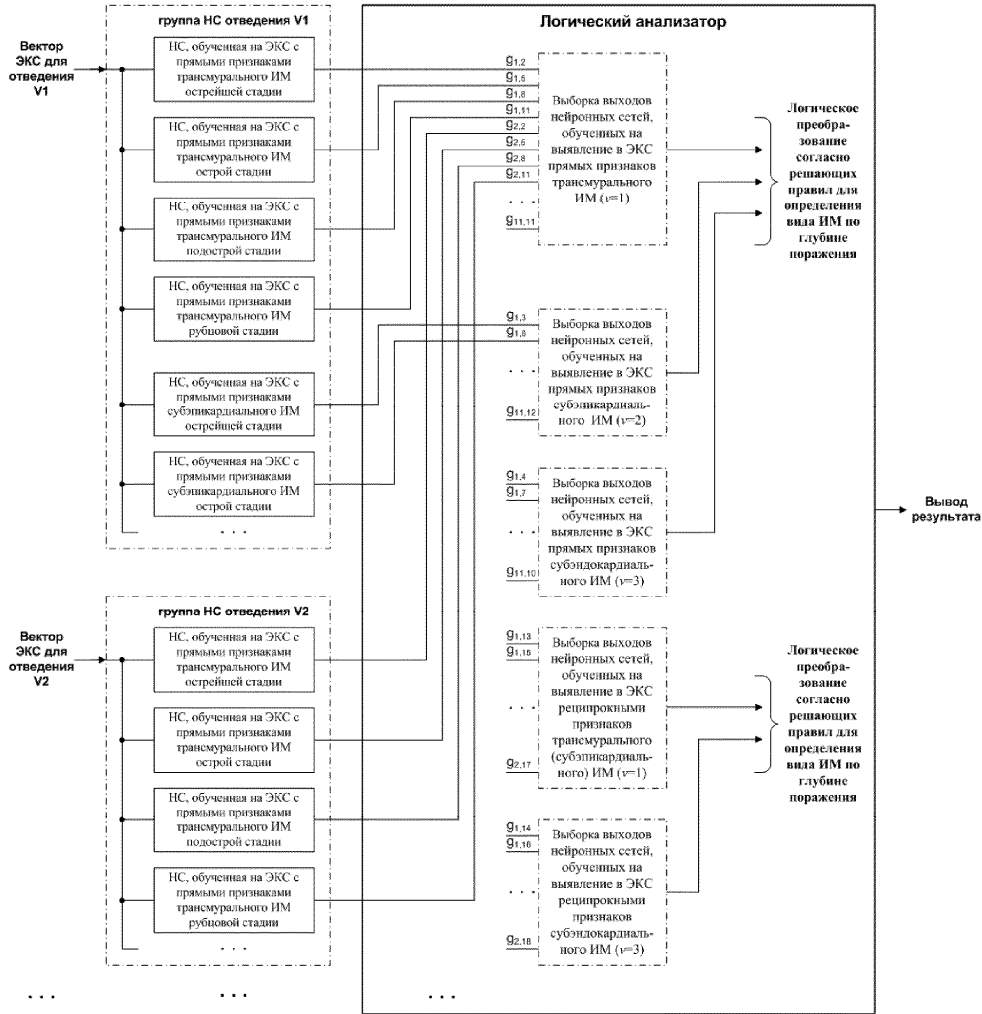 группа НС отведения V1
Логический анализатор
Вектор
ЭКС для
отведения
V1
НС, обученная на ЭКС с
прямыми признаками
трансмурального ИМ
острейшей стадии
НС, обученная на ЭКС с
прямыми признаками
трансмурального ИМ
острой стадии
НС, обученная на ЭКС с
прямыми признаками
трансмурального ИМ
подострой стадии
НС, обученная на ЭКС с
прямыми признаками
трансмурального ИМ
рубцовой стадии
НС, обученная на ЭКС с
прямыми признаками
субэпикардиального ИМ
острейшей стадии
НС, обученная на ЭКС с
прямыми признаками
субэпикардиального ИМ
острой стадии
. . .
группа НС отведения V2
Вектор
ЭКС для
отведения
V2
НС, обученная на ЭКС с
прямыми признаками
трансмурального ИМ
острейшей стадии
НС, обученная на ЭКС с
прямыми признаками
трансмурального ИМ
острой стадии
НС, обученная на ЭКС с
прямыми признаками
трансмурального ИМ
подострой стадии
НС, обученная на ЭКС с
прямыми признаками
трансмурального ИМ
рубцовой стадии
. . .
g1,2
g1,5
g1,8
g1,11
g2,2
g2,5
g2,8
g2,11
. . .
g11,11
Выборка выходов
нейронных сетей,
обученных на
выявление в ЭКС
прямых признаков
трансмурального
ИМ (v=1)
g1,3
g1,6
. . .
g11,12
Выборка выходов
нейронных сетей,
обученных на
выявление в ЭКС
прямых признаков
субэпикардиаль-
ного ИМ (v=2)
g1,4
g1,7
. . .
g11,10
Выборка выходов
нейронных сетей,
обученных на
выявление в ЭКС
прямых признаков
субэндокардиаль-
ного ИМ (v=3)
g1,13
g1,15
. . .
g2,17
Выборка выходов
нейронных сетей,
обученных на
выявление в ЭКС
реципрокными
признаков
трансмурального
(субэпикардиаль-
ного) ИМ (v=1)
g1,14
g1,16
. . .
g2,18
Выборка выходов
нейронных сетей,
обученных на
выявление в ЭКС
реципрокными
признаков
субэндокардиаль-
ного ИМ (v=3)
Логическое
преобра-
зование
согласно
решающих
правил для
определения
вида ИМ по
глубине
поражения
Логическое
преобра-
зование
согласно
решающих
правил для
определения
вида ИМ по
глубине
поражения
Вывод
результата
. . .
. . .
. . .